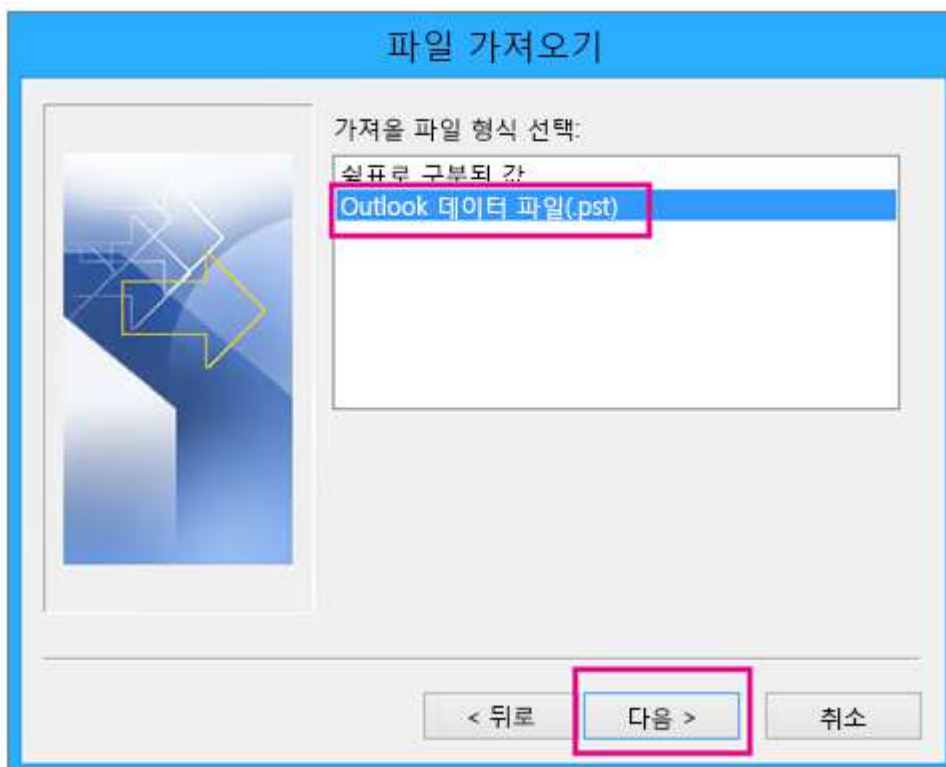 파일 가져오기
가져올 파일 형식 선택:
쉼표로 구분된 값
Outlook 데이터 파일(.pst)
< 뒤로
다음 >
취소